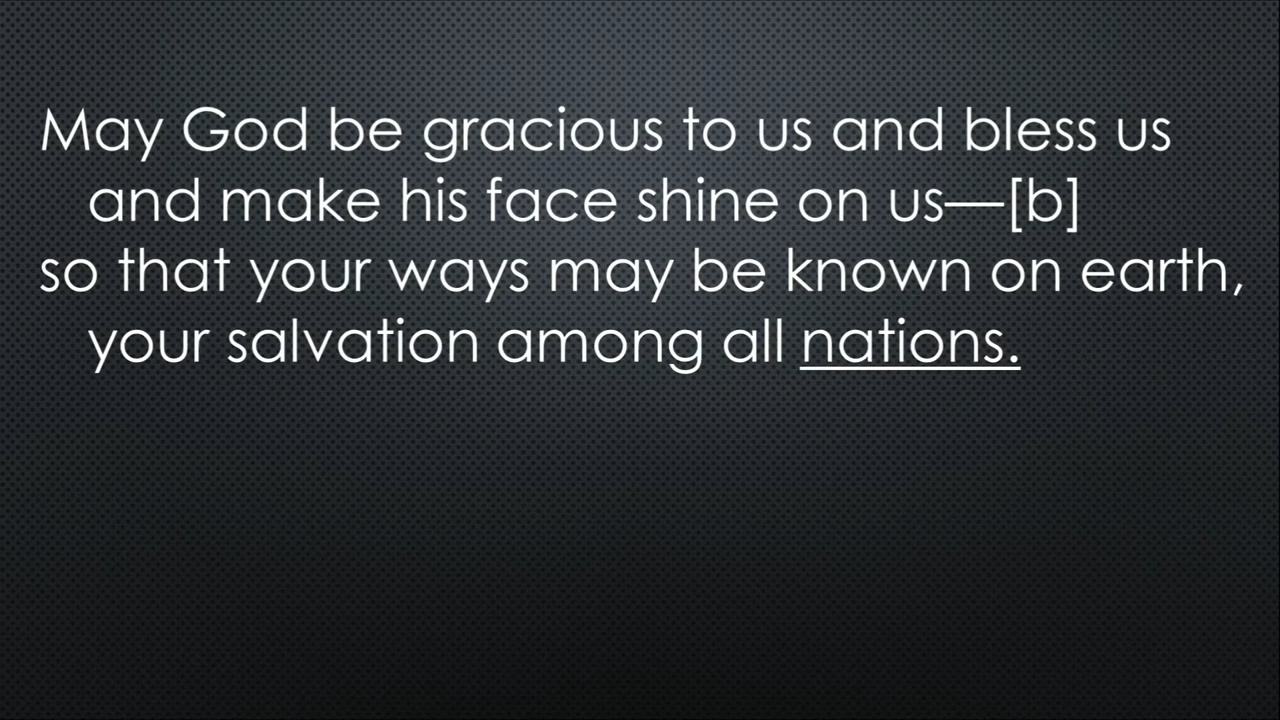 May God be gracious to us and bless us
and make his face shine on us—[b]
so that your ways may be known on earth,
your salvation among all nations.